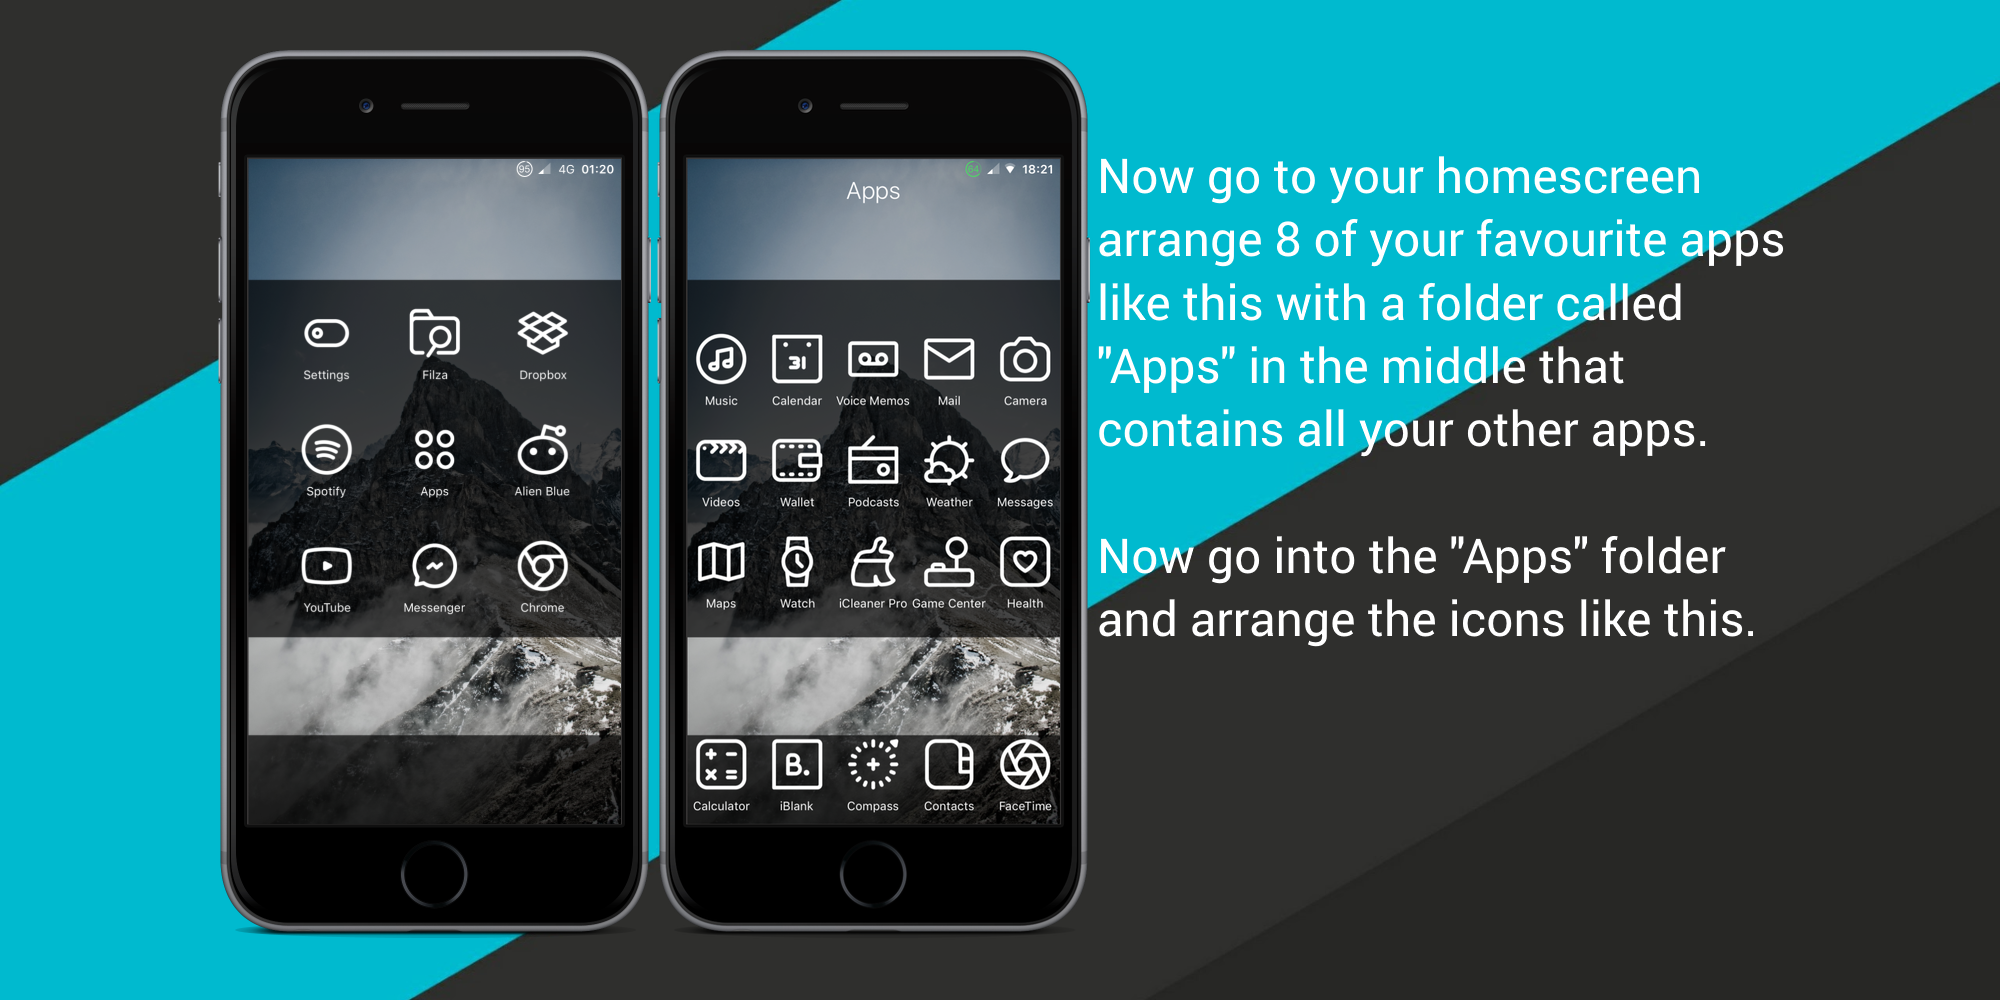 95 4G 01:20
Settings Filza Dropbox
Spotify Apps Alien Blue
YouTube Messenger Chrome
64 18:21
Apps
31
Music Calendar Voice Memos Mail Camera
Videos Wallet Podcasts Weather Messages
Maps Watch iCleaner Pro Game Center Health
B.
Calculator iBlank Compass Contacts FaceTime
Now go to your homescreen
arrange 8 of your favourite apps
like this with a folder called
"Apps" in the middle that
contains all your other apps.
Now go into the "Apps" folder
and arrange the icons like this.